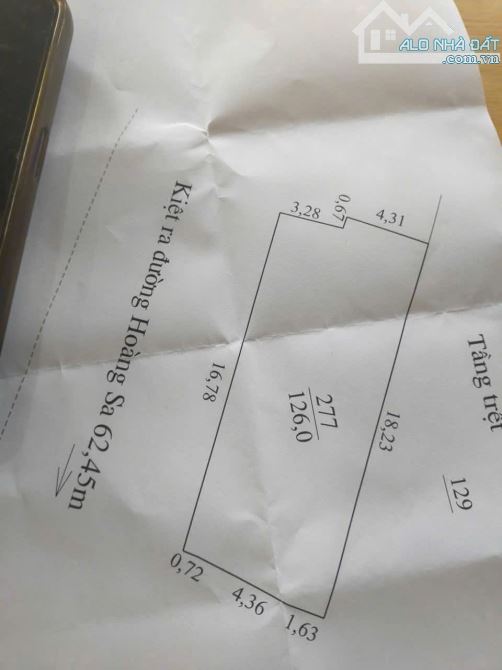 ALO NHÀ ĐẤT
.com.vn
Kiệt ra đường Hoàng Sa 62,45m
3,28
0,67
4,31
16,78
277
126,0
18,23
Tầng trệt
129
0,72
4,36
1,63